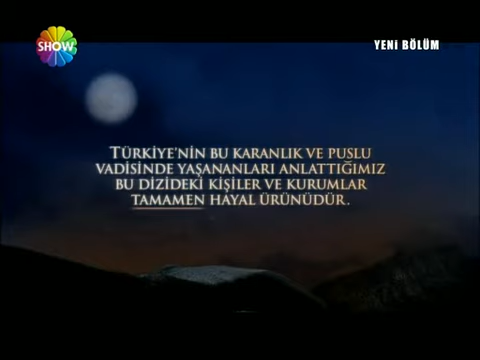 SHOW
YENİ BÖLÜM
TÜRKİYE'NİN BU KARANLIK VE PUSLU
VADİSİNDE YAŞANANLARI ANLATTIĞIMIZ
BU DİZİDEKİ KİŞİLER VE KURUMLAR
TAMAMEN HAYAL ÜRÜNÜDÜR.